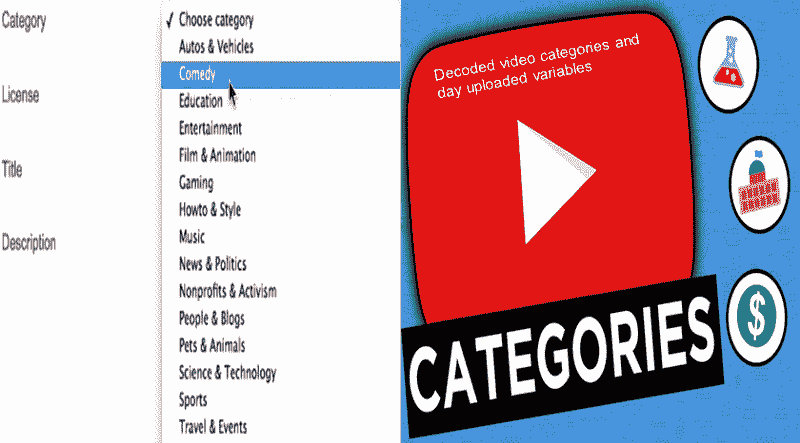 Category
License
Title
Description
✓ Choose category
Autos & Vehicles
Comedy
Education
Entertainment
Film & Animation
Gaming
Howto & Style
Music
News & Politics
Nonprofits & Activism
People & Blogs
Pets & Animals
Science & Technology
Sports
Travel & Events
Decoded video categories and
day uploaded variables
CATEGORIES
$